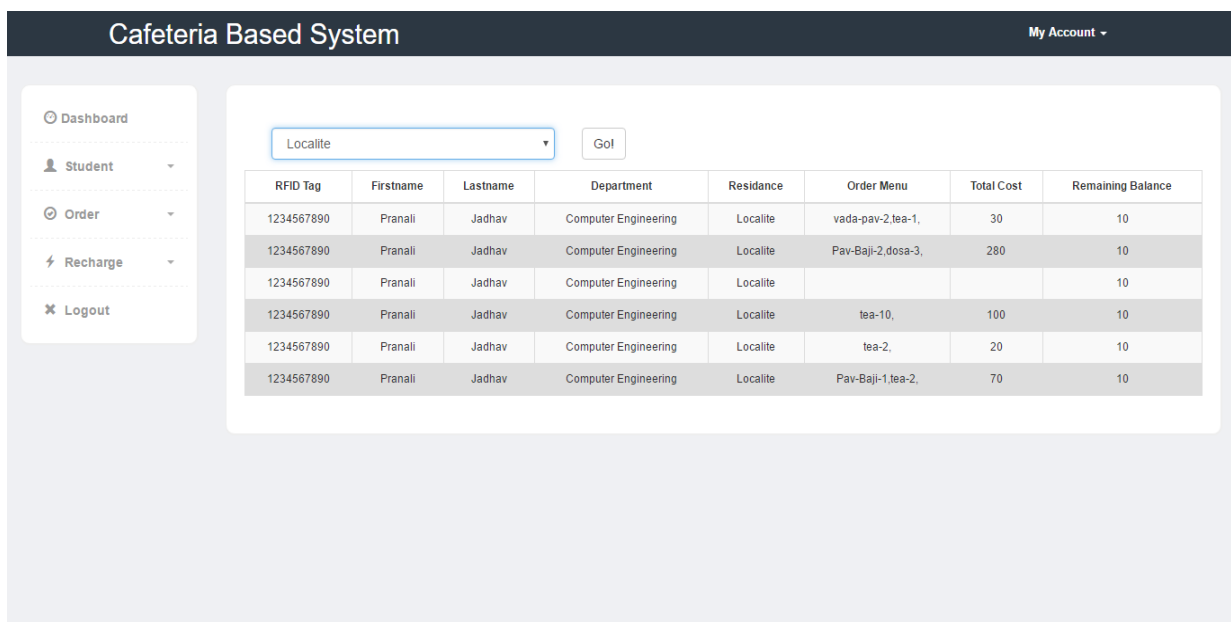 Cafeteria Based System
My Account
Dashboard
Student
Order
Recharge
Logout
Localite
Go!
RFID Tag Firstname Lastname Department Residance Order Menu Total Cost Remaining Balance
1234567890 Pranali Jadhav Computer Engineering Localite vada-pav-2,tea-1, 30 10
1234567890 Pranali Jadhav Computer Engineering Localite Pav-Baji-2,dosa-3, 280 10
1234567890 Pranali Jadhav Computer Engineering Localite 10
1234567890 Pranali Jadhav Computer Engineering Localite tea-10, 100 10
1234567890 Pranali Jadhav Computer Engineering Localite tea-2, 20 10
1234567890 Pranali Jadhav Computer Engineering Localite Pav-Baji-1,tea-2, 70 10